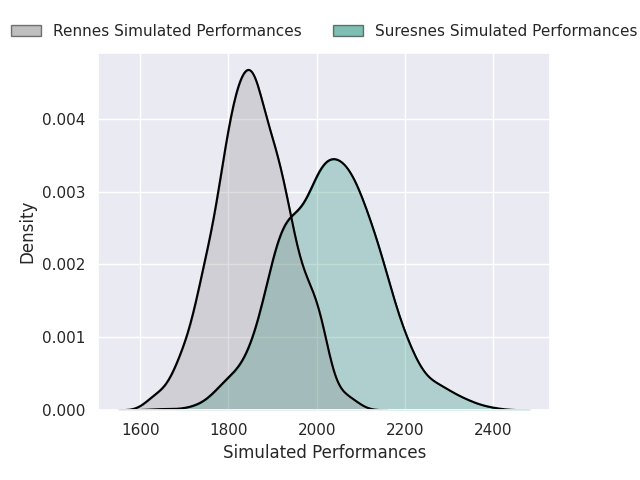 Rennes Simulated Performances Suresnes Simulated Performances
0.004
0.003
0.002
0.001
0.000
Density
1600 1800 2000 2200 2400
Simulated Performances